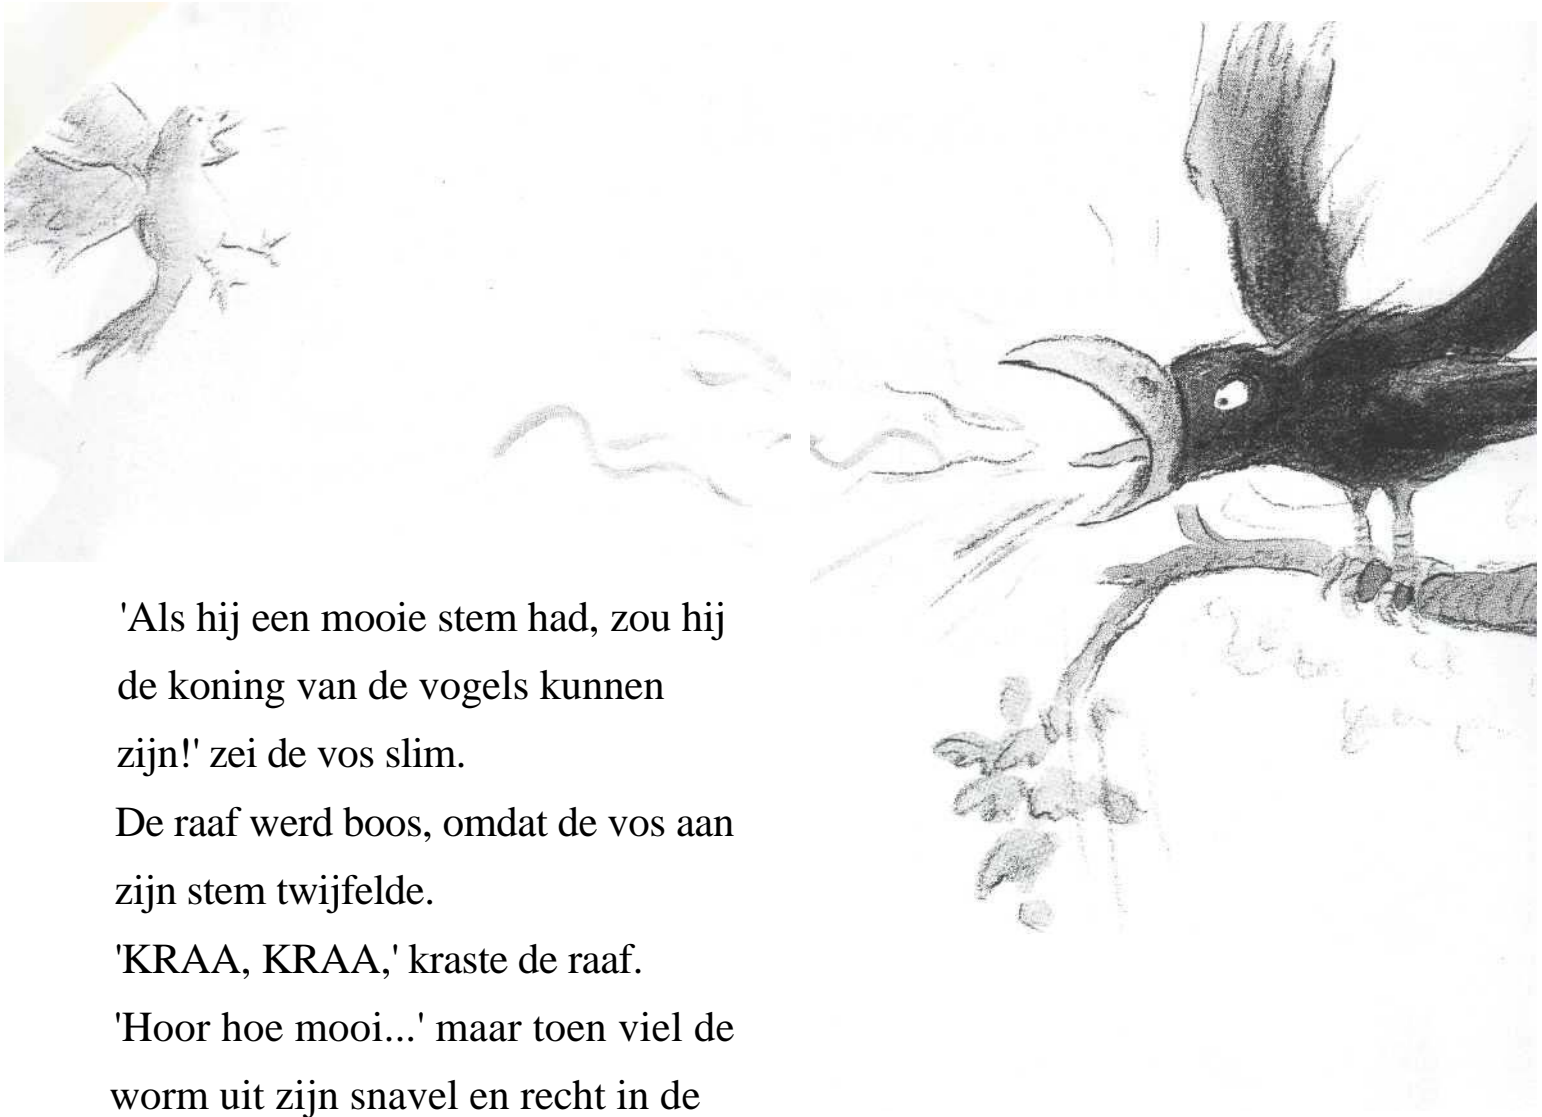 'Als hij een mooie stem had, zou hij
de koning van de vogels kunnen
zijn!' zei de vos slim.
De raaf werd boos, omdat de vos aan
zijn stem twijfelde.
'KRAA, KRAA,' kraste de raaf.
'Hoor hoe mooi...' maar toen viel de
worm uit zijn snavel en recht in de